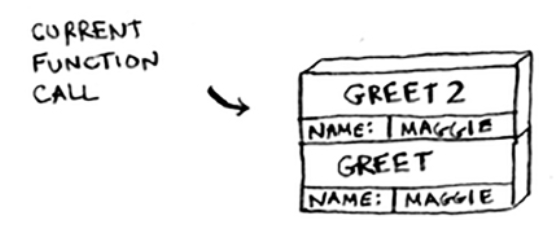 CURRENT
FUNCTION
CALL
GREET 2
NAME: MAGGIE
GREET
NAME: MAGGIE